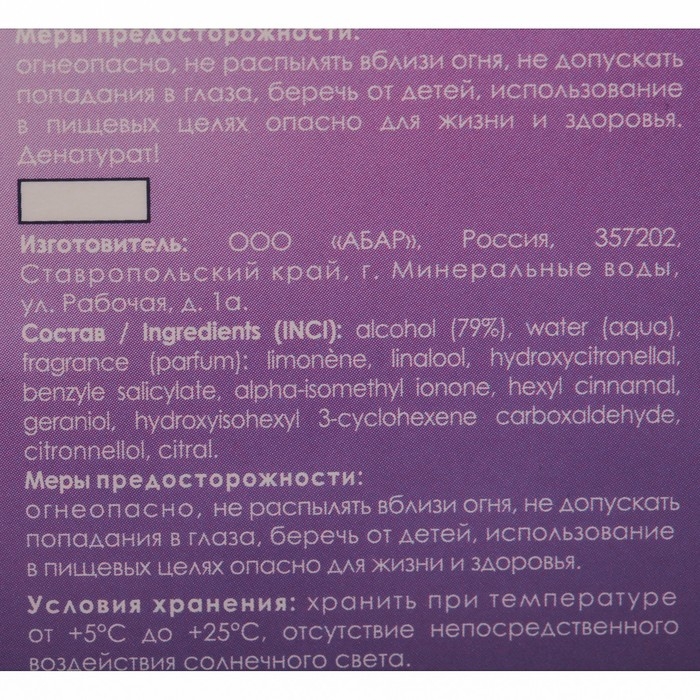 Меры предосторожности:
огнеопасно, не распылять вблизи огня, не допускать
попадания в глаза, беречь от детей, использование
в пищевых целях опасно для жизни и здоровья.
Денатурат!
Изготовитель: ООО «АБАР», Россия, 357202,
Ставропольский край, г. Минеральные воды,
ул. Рабочая, д. 1а.
Состав / Ingredients (INCI): alcohol (79%), water (aqua),
fragrance (parfum): limonène, linalool, hydroxycitronellal,
benzyle salicylate, alpha-isomethyl ionone, hexyl cinnamal,
geraniol, hydroxyisohexyl 3-cyclohexene carboxaldehyde,
citronnellol, citral.
Меры предосторожности:
огнеопасно, не распылять вблизи огня, не допускать
попадания в глаза, беречь от детей, использование
в пищевых целях опасно для жизни и здоровья.
Условия хранения: хранить при температуре
от +5°С до +25°С, отсутствие непосредственного
воздействия солнечного света.